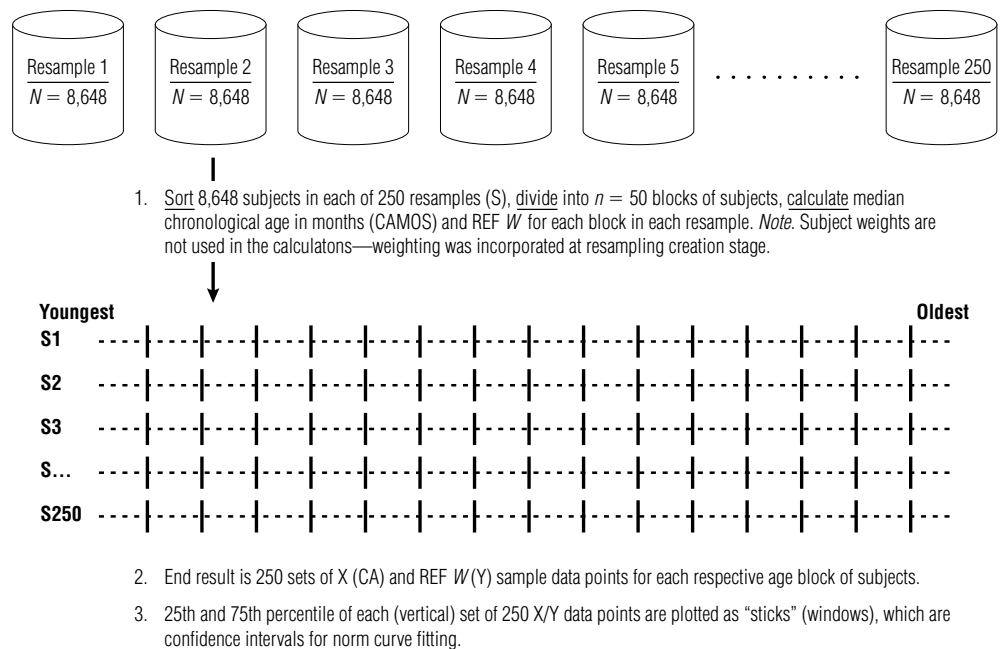 Resample 1 Resample 2 Resample 3 Resample 4 Resample 5 . . . . . . . . . . Resample 250
N = 8,648 N = 8,648 N = 8,648 N = 8,648 N = 8,648 N = 8,648
1. Sort 8,648 subjects in each of 250 resamples (S), divide into n = 50 blocks of subjects, calculate median
chronological age in months (CAMOS) and REF W for each block in each resample. Note. Subject weights are
not used in the calculatons—weighting was incorporated at resampling creation stage.
Youngest Oldest
S1
S2
S3
S...
S250
2. End result is 250 sets of X (CA) and REF W (Y) sample data points for each respective age block of subjects.
3. 25th and 75th percentile of each (vertical) set of 250 X/Y data points are plotted as “sticks” (windows), which are
confidence intervals for norm curve fitting.